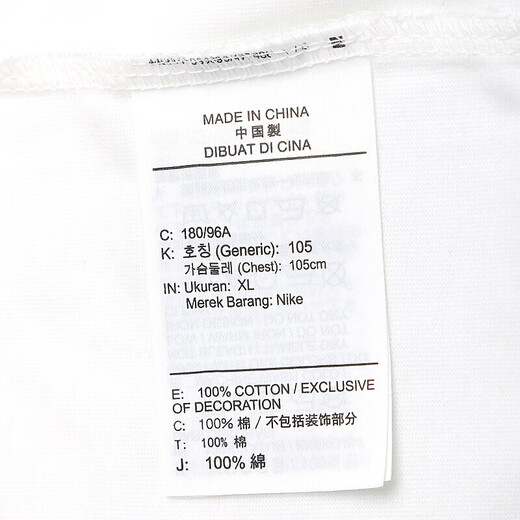 MADE IN CHINA
中国製
DIBUAT DI CINA
C: 180/96A
K: 호칭 (Generic): 105
가슴둘레 (Chest): 105cm
IN: Ukuran: XL
Merek Barang: Nike
E: 100% COTTON / EXCLUSIVE
OF DECORATION
C: 100% 棉 / 不包括装饰部分
T: 100% 棉
J: 100% 綿